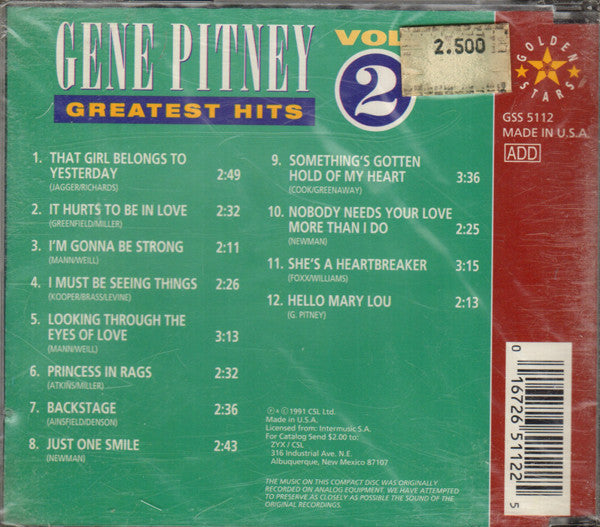 GENE PITNEY
GREATEST HITS
VOL
2
2.500
GOLDEN
STARS
GSS 5112
MADE IN U.S.A.
ADD
1. THAT GIRL BELONGS TO
YESTERDAY 2:49
(JAGGER/RICHARDS)
2. IT HURTS TO BE IN LOVE 2:32
(GREENFIELD/MILLER)
3. I'M GONNA BE STRONG 2:11
(MANN/WEILL)
4. I MUST BE SEEING THINGS 2:26
(KOOPER/BRASS/LEVINE)
5. LOOKING THROUGH THE
EYES OF LOVE 3:13
(MANN/WEILL)
6. PRINCESS IN RAGS 2:32
(ATKINS/MILLER)
7. BACKSTAGE 2:36
(AINSFIELD/DENSON)
8. JUST ONE SMILE 2:43
(NEWMAN)
9. SOMETHING'S GOTTEN
HOLD OF MY HEART 3:36
(COOK/GREENAWAY)
10. NOBODY NEEDS YOUR LOVE
MORE THAN I DO 2:25
(NEWMAN)
11. SHE'S A HEARTBREAKER 3:15
(FOXX/WILLIAMS)
12. HELLO MARY LOU 2:13
(G. PITNEY)
℗ © 1991 CSL Ltd.
Made in U.S.A.
Licensed from: Intermusic S.A.
For Catalog Send $2.00 to:
ZYX / CSL
316 Industrial Ave. N.E.
Albuquerque, New Mexico 87107
THE MUSIC ON THIS COMPACT DISC WAS ORIGINALLY
RECORDED ON ANALOG EQUIPMENT. WE HAVE ATTEMPTED
TO PRESERVE AS CLOSELY AS POSSIBLE THE SOUND OF THE
ORIGINAL RECORDING.
0 16726 51122 5